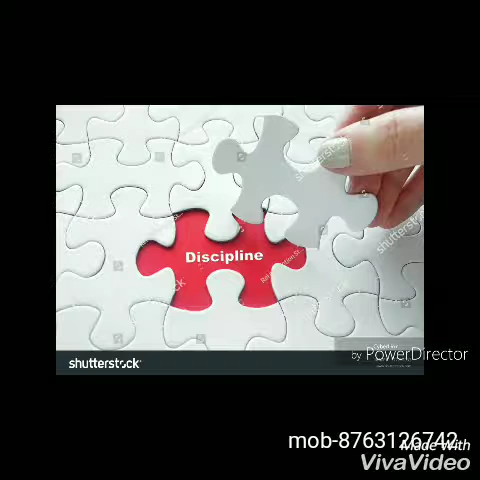 Discipline
shutterstock
by PowerDirector
mob-8763126742
Made With
VivaVideo